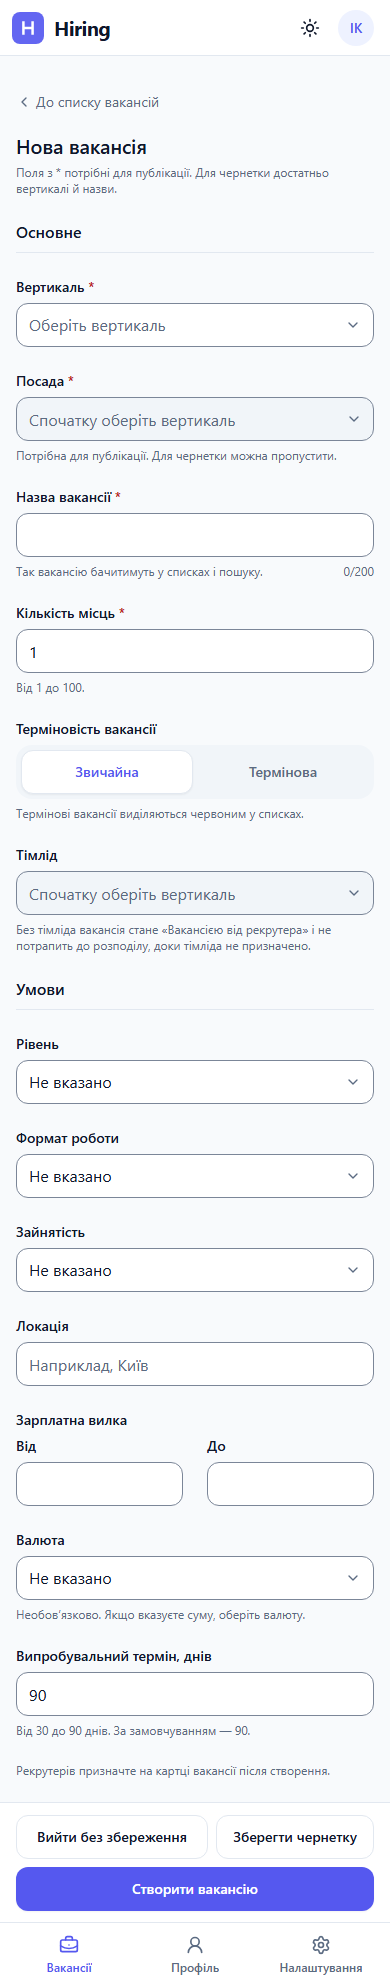 H Hiring
ІК
До списку вакансій
Нова вакансія
Поля з * потрібні для публікації. Для чернетки достатньо
вертикалі й назви.
Основне
Вертикаль *
Оберіть вертикаль
Посада *
Спочатку оберіть вертикаль
Потрібна для публікації. Для чернетки можна пропустити.
Назва вакансії *
Так вакансію бачитимуть у списках і пошуку. 0/200
Кількість місць *
1
Від 1 до 100.
Терміновість вакансії
Звичайна Термінова
Термінові вакансії виділяються червоним у списках.
Тімлід
Спочатку оберіть вертикаль
Без тімліда вакансія стане «Вакансією від рекрутера» і не
потрапить до розподілу, доки тімліда не призначено.
Умови
Рівень
Не вказано
Формат роботи
Не вказано
Зайнятість
Не вказано
Локація
Наприклад, Київ
Зарплатна вилка
Від До
Валюта
Не вказано
Необов’язково. Якщо вказуєте суму, оберіть валюту.
Випробувальний термін, днів
90
Від 30 до 90 днів. За замовчуванням — 90.
Рекрутерів призначте на картці вакансії після створення.
Вийти без збереження Зберегти чернетку
Створити вакансію
Вакансії Профіль Налаштування